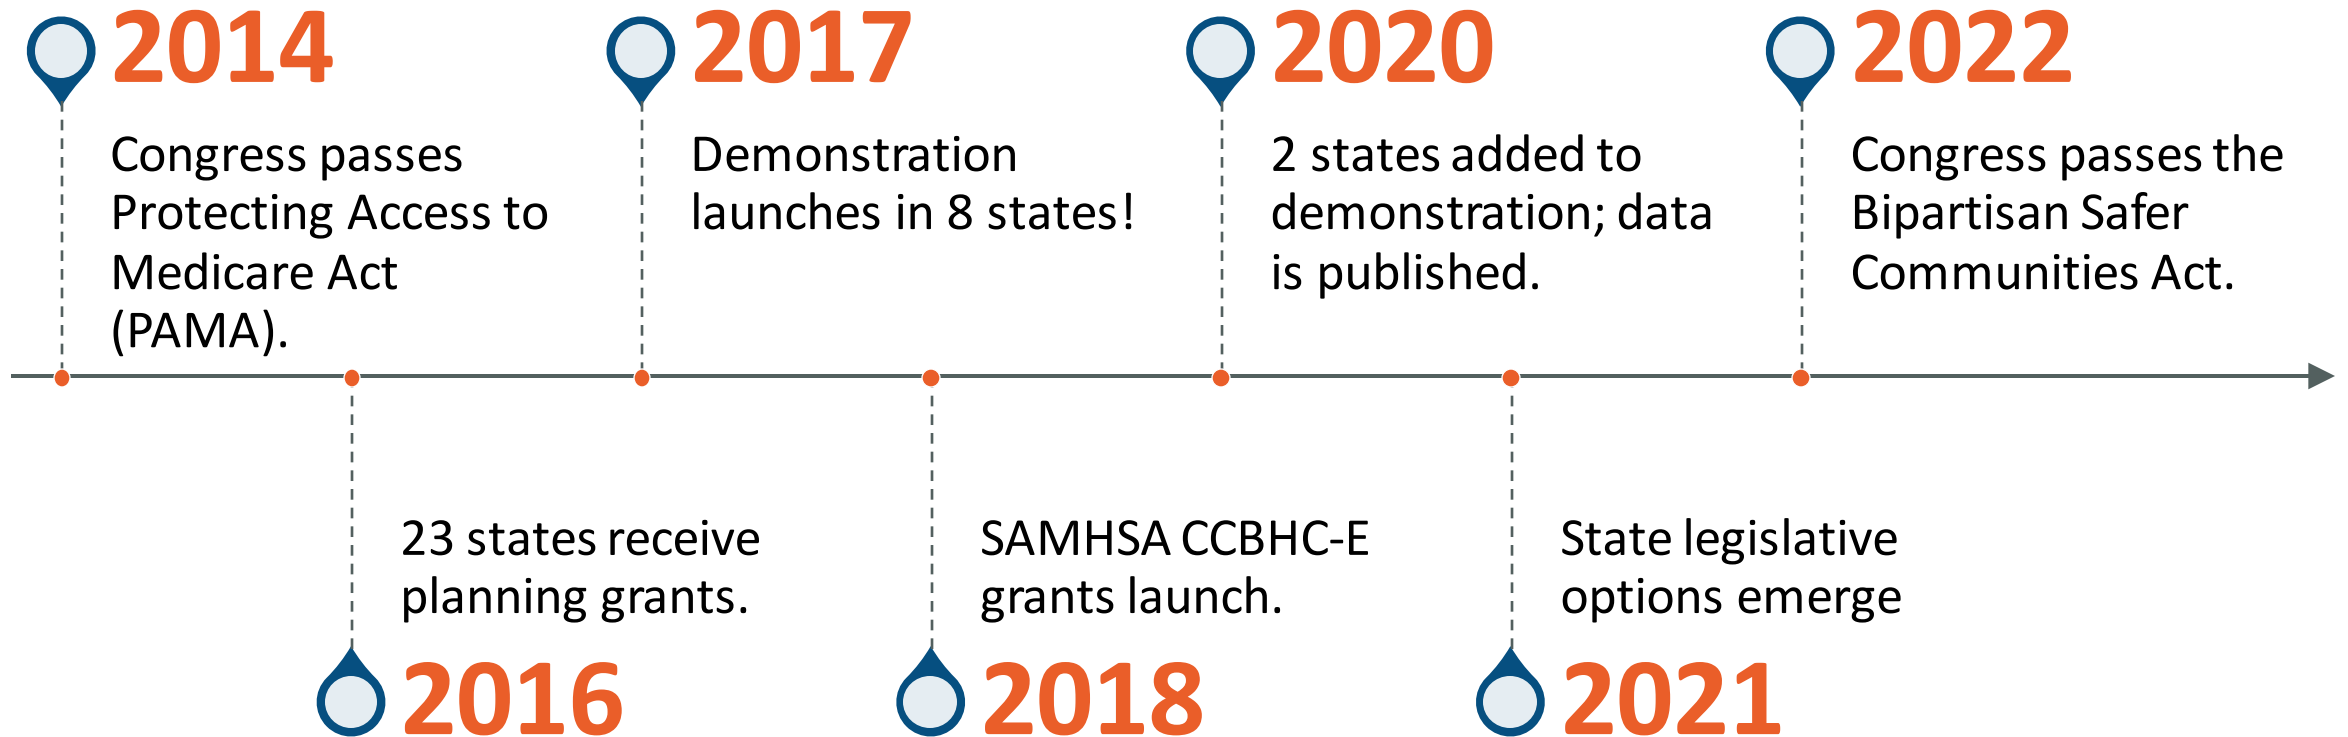 2014
Congress passes
Protecting Access to
Medicare Act
(PAMA).
23 states receive
planning grants.
2016
2017
Demonstration
launches in 8 states!
SAMHSA CCBHC-E
grants launch.
2018
2020
2 states added to
demonstration; data
is published.
State legislative
options emerge
2021
2022
Congress passes the
Bipartisan Safer
Communities Act.